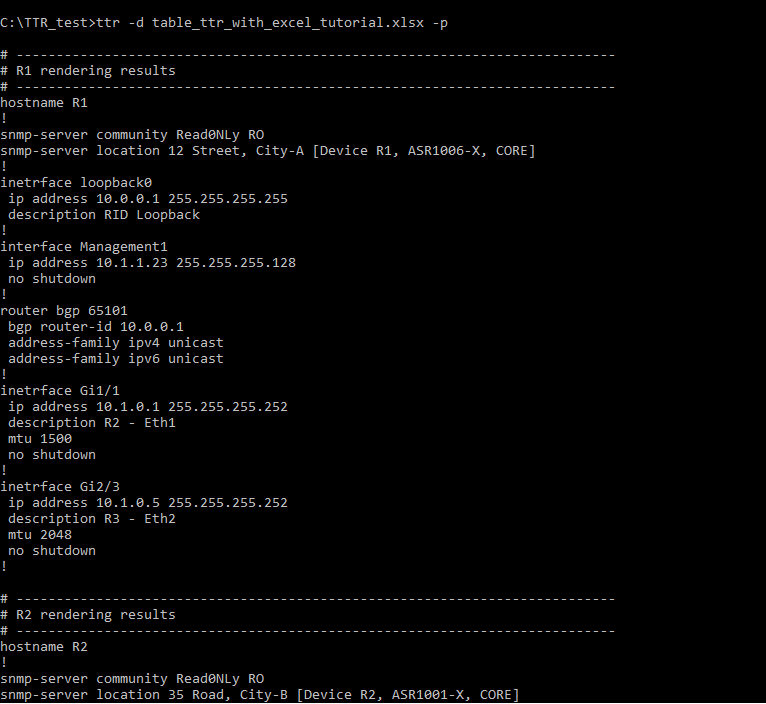 C:\TTR_test>ttr -d table_ttr_with_excel_tutorial.xlsx -p
# ---------------------------------------------------------------------------
# R1 rendering results
# ---------------------------------------------------------------------------
hostname R1
!
snmp-server community Read0NLy RO
snmp-server location 12 Street, City-A [Device R1, ASR1006-X, CORE]
!
inetrface loopback0
 ip address 10.0.0.1 255.255.255.255
 description RID Loopback
!
interface Management1
 ip address 10.1.1.23 255.255.255.128
 no shutdown
!
router bgp 65101
 bgp router-id 10.0.0.1
 address-family ipv4 unicast
 address-family ipv6 unicast
!
inetrface Gi1/1
 ip address 10.1.0.1 255.255.255.252
 description R2 - Eth1
 mtu 1500
 no shutdown
!
inetrface Gi2/3
 ip address 10.1.0.5 255.255.255.252
 description R3 - Eth2
 mtu 2048
 no shutdown
!
# ---------------------------------------------------------------------------
# R2 rendering results
# ---------------------------------------------------------------------------
hostname R2
!
snmp-server community Read0NLy RO
snmp-server location 35 Road, City-B [Device R2, ASR1001-X, CORE]